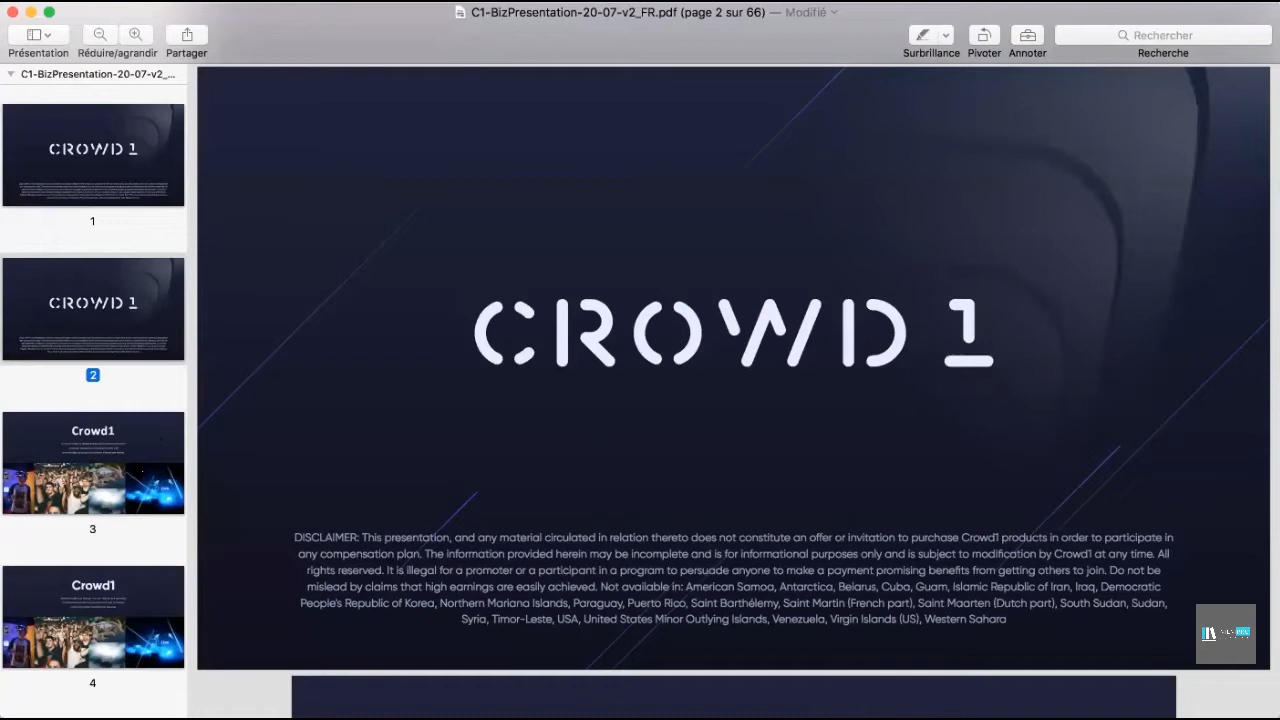 C1-BizPresentation-20-07-v2_FR.pdf (page 2 sur 66) — Modifié
Présentation
Réduire/agrandir
Partager
Surbrillance
Pivoter
Annoter
Rechercher
Recherche
C1-BizPresentation-20-07-v2_...
CROWD 1
1
CROWD 1
2
Crowd1
3
Crowd1
4
CROWD 1
DISCLAIMER: This presentation, and any material circulated in relation thereto does not constitute an offer or invitation to purchase Crowd1 products in order to participate in
any compensation plan. The information provided herein may be incomplete and is for informational purposes only and is subject to modification by Crowd1 at any time. All
rights reserved. It is illegal for a promoter or a participant in a program to persuade anyone to make a payment promising benefits from getting others to join. Do not be
mislead by claims that high earnings are easily achieved. Not available in: American Samoa, Antarctica, Belarus, Cuba, Guam, Islamic Republic of Iran, Iraq, Democratic
People's Republic of Korea, Northern Mariana Islands, Paraguay, Puerto Rico, Saint Barthélemy, Saint Martin (French part), Saint Maarten (Dutch part), South Sudan, Sudan,
Syria, Timor-Leste, USA, United States Minor Outlying Islands, Venezuela, Virgin Islands (US), Western Sahara